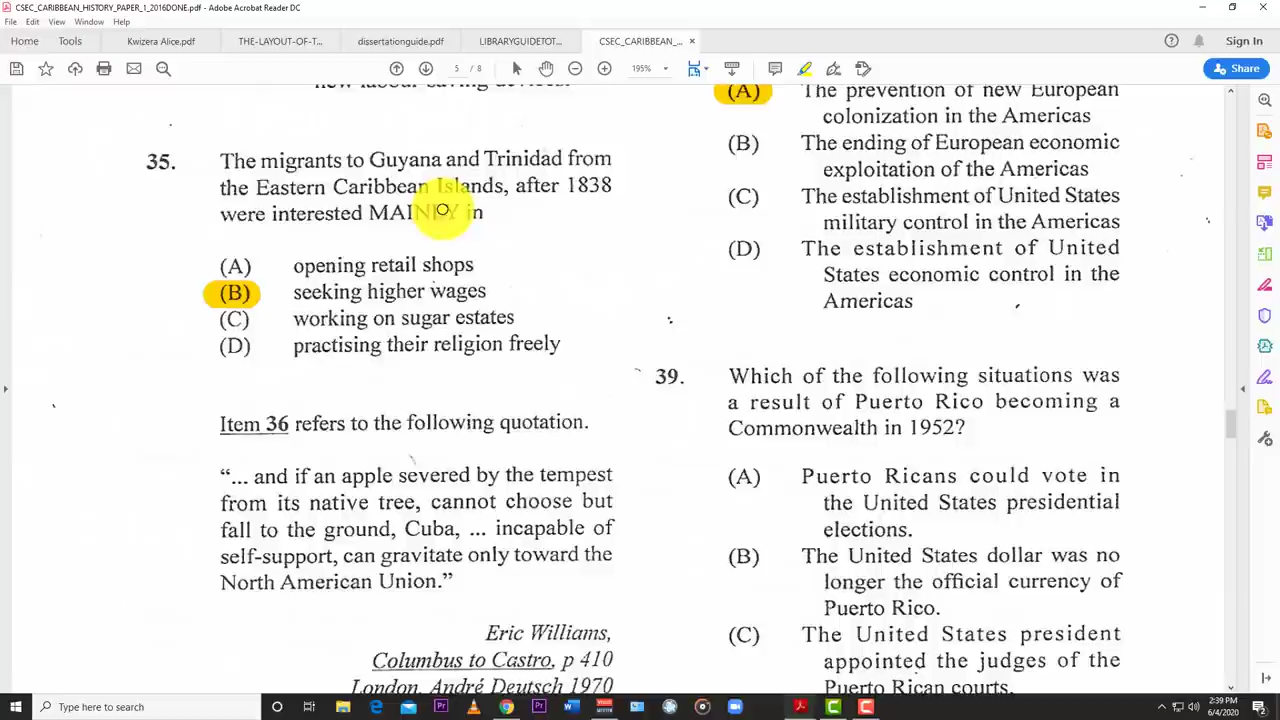 CSEC_CARIBBEAN_HISTORY_PAPER_1_2016DONE.pdf - Adobe Acrobat Reader DC
File Edit View Window Help
Home Tools Kwizera Alice.pdf THE-LAYOUT-OF-T... dissertationguide.pdf LIBRARYGUIDETOT... CSEC_CARIBBEAN_... × Sign In
5 / 8 195% Share
new labour saving devices.
35. The migrants to Guyana and Trinidad from
the Eastern Caribbean Islands, after 1838
were interested MAINLY in
(A) opening retail shops
(B) seeking higher wages
(C) working on sugar estates
(D) practising their religion freely
Item 36 refers to the following quotation.
“... and if an apple severed by the tempest
from its native tree, cannot choose but
fall to the ground, Cuba, ... incapable of
self-support, can gravitate only toward the
North American Union.”
Eric Williams,
Columbus to Castro, p 410
London, André Deutsch 1970
(A) The prevention of new European
colonization in the Americas
(B) The ending of European economic
exploitation of the Americas
(C) The establishment of United States
military control in the Americas
(D) The establishment of United
States economic control in the
Americas
39. Which of the following situations was
a result of Puerto Rico becoming a
Commonwealth in 1952?
(A) Puerto Ricans could vote in
the United States presidential
elections.
(B) The United States dollar was no
longer the official currency of
Puerto Rico.
(C) The United States president
appointed the judges of the
Puerto Rican courts.
Type here to search
2:39 PM
6/4/2020